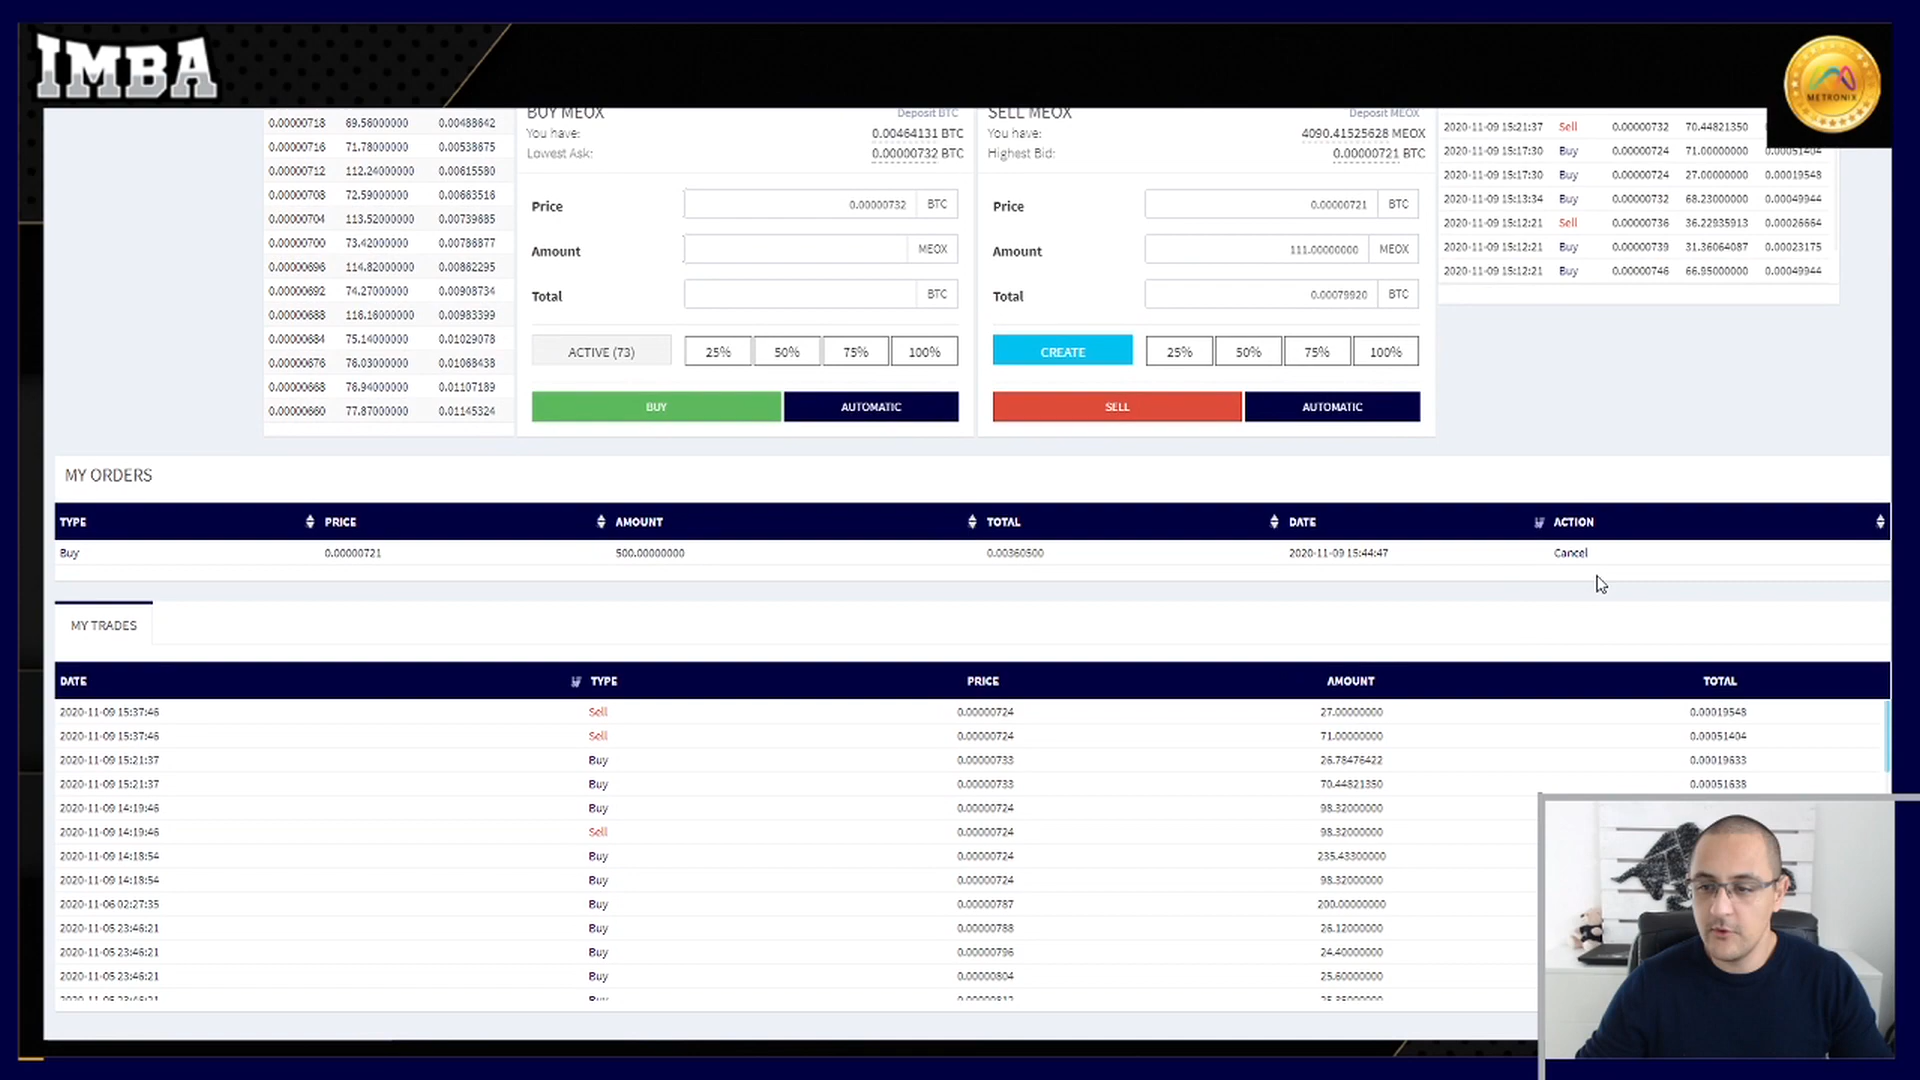 IMBA
METRONIX
0.00000718 69.56000000 0.00488642
0.00000716 71.78000000 0.00538675
0.00000712 112.24000000 0.00615580
0.00000708 72.59000000 0.00663516
0.00000704 113.52000000 0.00739685
0.00000700 73.42000000 0.00786877
0.00000696 114.82000000 0.00862295
0.00000692 74.27000000 0.00908734
0.00000688 116.16000000 0.00983399
0.00000684 75.14000000 0.01029078
0.00000676 76.03000000 0.01068438
0.00000668 76.94000000 0.01107189
0.00000660 77.87000000 0.01145324
BUY MEOX Deposit BTC
You have: 0.00464131 BTC
Lowest Ask: 0.00000732 BTC
Price 0.00000732 BTC
Amount MEOX
Total BTC
ACTIVE (73) 25% 50% 75% 100%
BUY AUTOMATIC
SELL MEOX Deposit MEOX
You have: 4090.41525628 MEOX
Highest Bid: 0.00000721 BTC
Price 0.00000721 BTC
Amount 111.00000000 MEOX
Total 0.00079920 BTC
CREATE 25% 50% 75% 100%
SELL AUTOMATIC
2020-11-09 15:21:37 Sell 0.00000732 70.44821350
2020-11-09 15:17:30 Buy 0.00000724 71.00000000 0.00051404
2020-11-09 15:17:30 Buy 0.00000724 27.00000000 0.00019548
2020-11-09 15:13:34 Buy 0.00000732 68.23000000 0.00049944
2020-11-09 15:12:21 Sell 0.00000736 36.22935913 0.00026664
2020-11-09 15:12:21 Buy 0.00000739 31.36064087 0.00023175
2020-11-09 15:12:21 Buy 0.00000746 66.95000000 0.00049944
MY ORDERS
TYPE PRICE AMOUNT TOTAL DATE ACTION
Buy 0.00000721 500.00000000 0.00360500 2020-11-09 15:44:47 Cancel
MY TRADES
DATE TYPE PRICE AMOUNT TOTAL
2020-11-09 15:37:46 Sell 0.00000724 27.00000000 0.00019548
2020-11-09 15:37:46 Sell 0.00000724 71.00000000 0.00051404
2020-11-09 15:21:37 Buy 0.00000733 26.78476422 0.00019633
2020-11-09 15:21:37 Buy 0.00000733 70.44821350 0.00051638
2020-11-09 14:19:46 Buy 0.00000724 98.32000000
2020-11-09 14:19:46 Sell 0.00000724 98.32000000
2020-11-09 14:18:54 Buy 0.00000724 235.43300000
2020-11-09 14:18:54 Buy 0.00000724 98.32000000
2020-11-06 02:27:35 Buy 0.00000787 200.00000000
2020-11-05 23:46:21 Buy 0.00000788 26.12000000
2020-11-05 23:46:21 Buy 0.00000796 24.40000000
2020-11-05 23:46:21 Buy 0.00000804 25.60000000